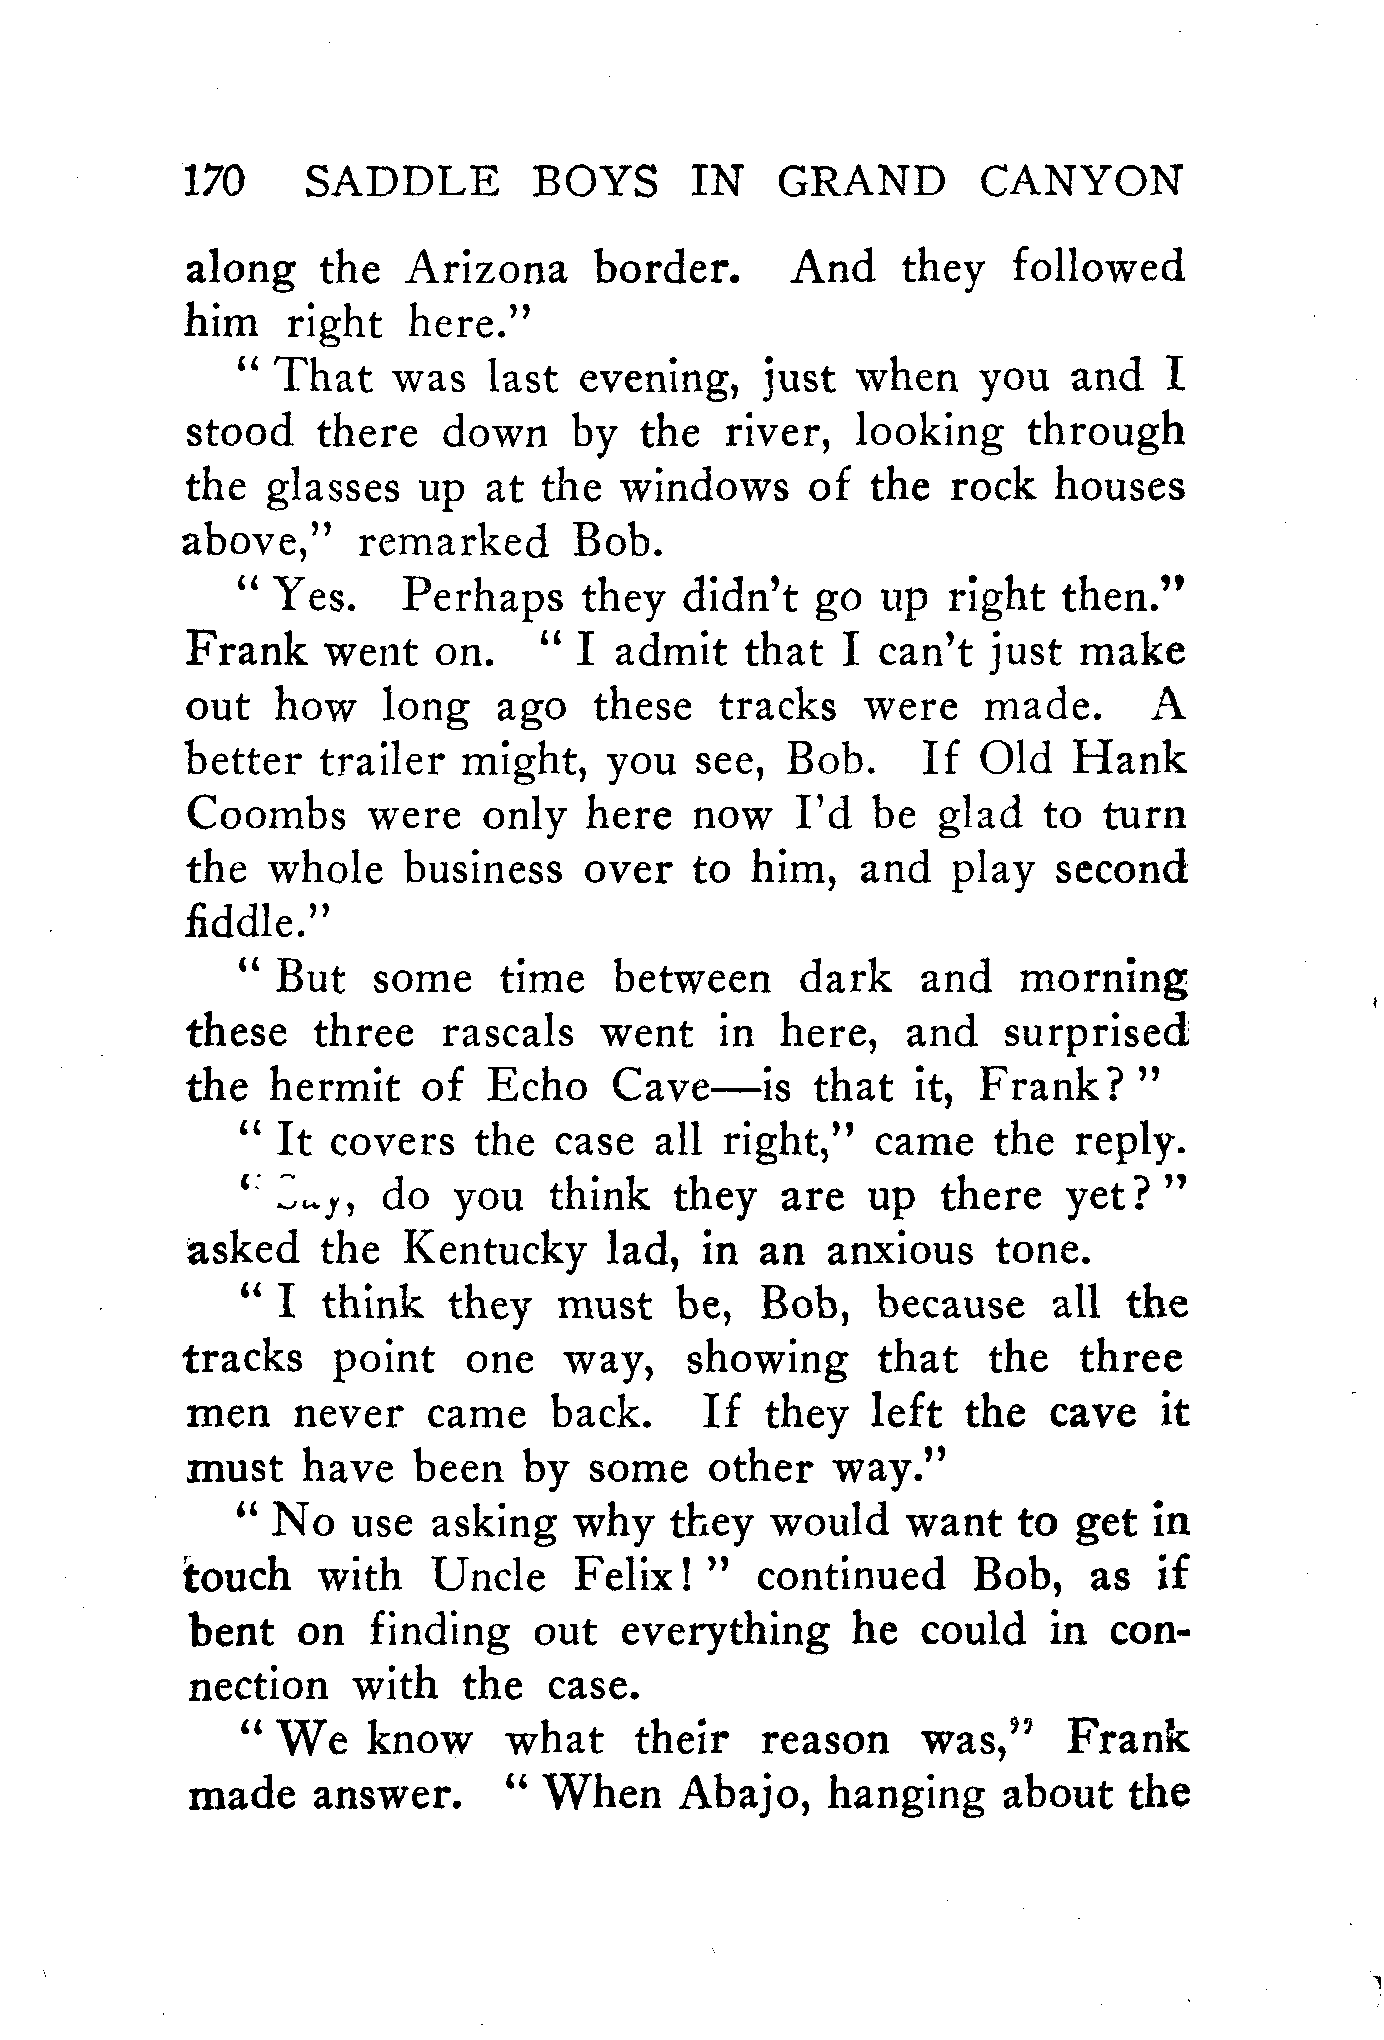 170 SADDLE BOYS IN GRAND CANYON
along the Arizona border. And they followed
him right here."
"That was last evening, just when you and I
stood there down by the river, looking through
the glasses up at the windows of the rock houses
above," remarked Bob.
"Yes. Perhaps they didn't go up right then."
Frank went on. "I admit that I can't just make
out how long ago these tracks were made. A
better trailer might, you see, Bob. If Old Hank
Coombs were only here now I'd be glad to turn
the whole business over to him, and play second
fiddle."
"But some time between dark and morning
these three rascals went in here, and surprised
the hermit of Echo Cave—is that it, Frank?"
"It covers the case all right," came the reply.
"Say, do you think they are up there yet?"
asked the Kentucky lad, in an anxious tone.
"I think they must be, Bob, because all the
tracks point one way, showing that the three
men never came back. If they left the cave it
must have been by some other way."
"No use asking why they would want to get in
touch with Uncle Felix!" continued Bob, as if
bent on finding out everything he could in con-
nection with the case.
"We know what their reason was," Frank
made answer. "When Abajo, hanging about the